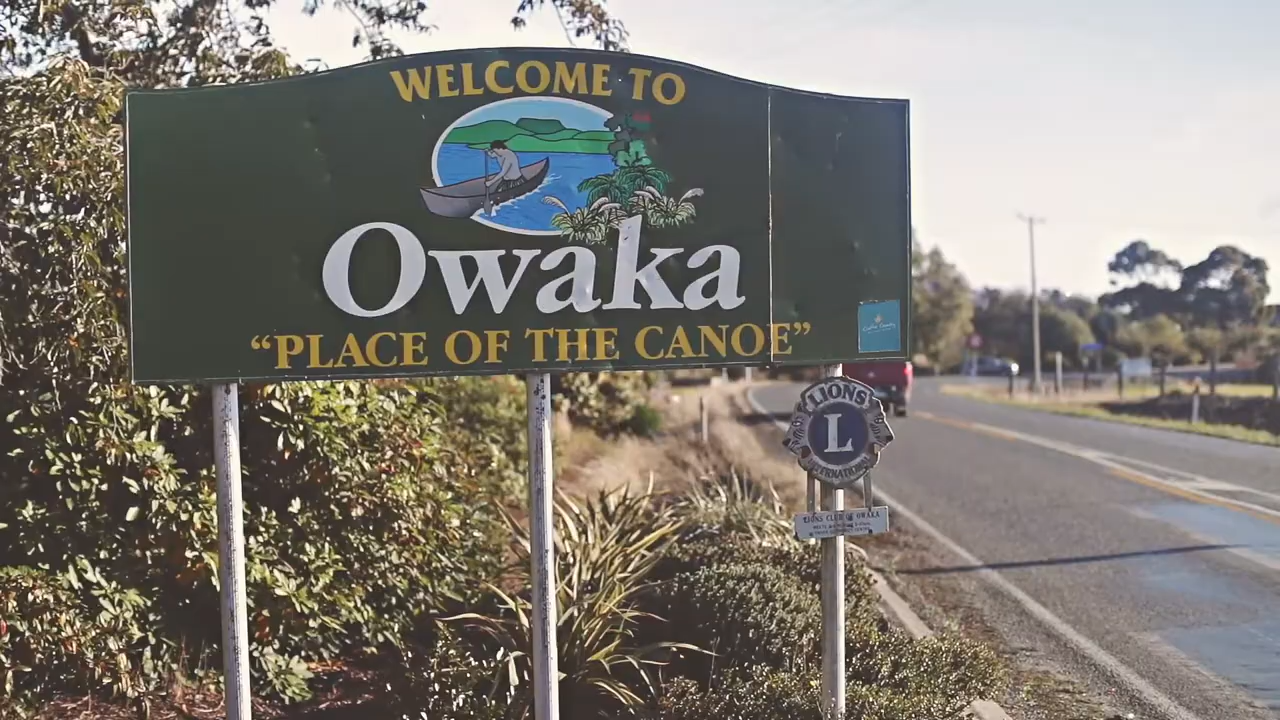 WELCOME TO
Owaka
“PLACE OF THE CANOE”
LIONS
L
INTERNATIONAL
LIONS CLUB OF OWAKA